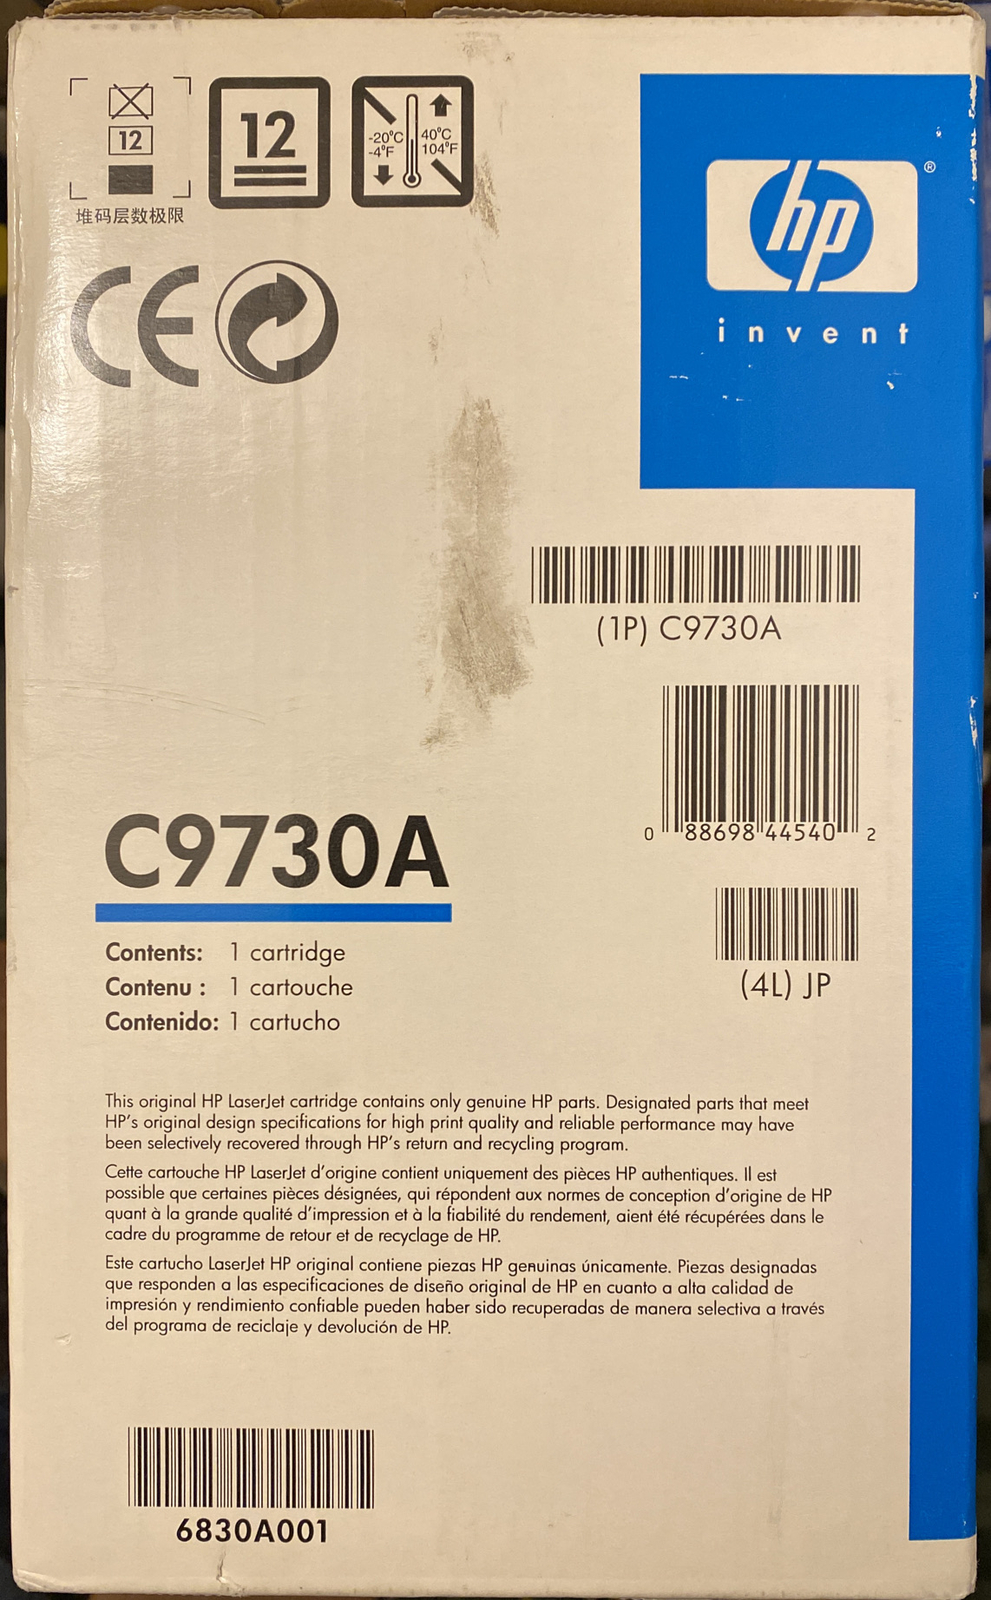 12
堆码层数极限
12
-20°C
-4°F
40°C
104°F
CE
hp
®
invent
(1P) C9730A
0 88698 44540 2
C9730A
(4L) JP
Contents: 1 cartridge
Contenu : 1 cartouche
Contenido: 1 cartucho
This original HP LaserJet cartridge contains only genuine HP parts. Designated parts that meet
HP's original design specifications for high print quality and reliable performance may have
been selectively recovered through HP's return and recycling program.
Cette cartouche HP LaserJet d'origine contient uniquement des pièces HP authentiques. Il est
possible que certaines pièces désignées, qui répondent aux normes de conception d'origine de HP
quant à la grande qualité d'impression et à la fiabilité du rendement, aient été récupérées dans le
cadre du programme de retour et de recyclage de HP.
Este cartucho LaserJet HP original contiene piezas HP genuinas únicamente. Piezas designadas
que responden a las especificaciones de diseño original de HP en cuanto a alta calidad de
impresión y rendimiento confiable pueden haber sido recuperadas de manera selectiva a través
del programa de reciclaje y devolución de HP.
6830A001